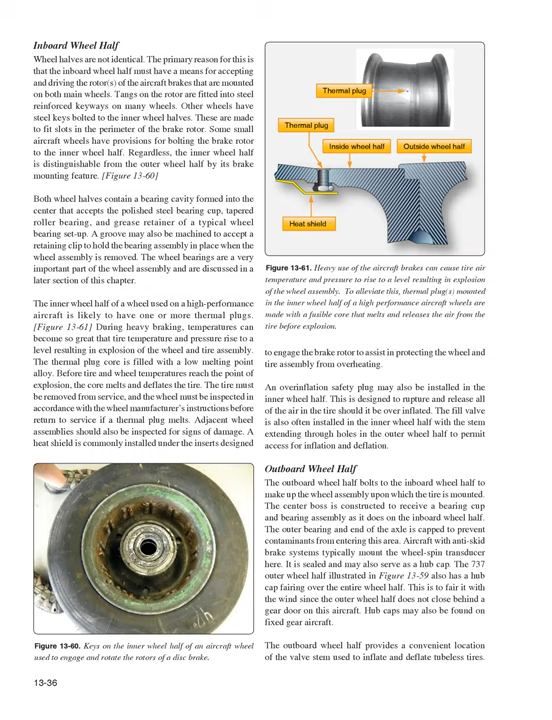 Inboard Wheel Half
Wheel halves are not identical. The primary reason for this is
that the inboard wheel half must have a means for accepting
and driving the rotor(s) of the aircraft brakes that are mounted
on both main wheels. Tangs on the rotor are fitted into steel
reinforced keyways on many wheels. Other wheels have
steel keys bolted to the inner wheel halves. These are made
to fit slots in the perimeter of the brake rotor. Some small
aircraft wheels have provisions for bolting the brake rotor
to the inner wheel half. Regardless, the inner wheel half
is distinguishable from the outer wheel half by its brake
mounting feature. [Figure 13-60]
Both wheel halves contain a bearing cavity formed into the
center that accepts the polished steel bearing cup, tapered
roller bearing, and grease retainer of a typical wheel
bearing set-up. A groove may also be machined to accept a
retaining clip to hold the bearing assembly in place when the
wheel assembly is removed. The wheel bearings are a very
important part of the wheel assembly and are discussed in a
later section of this chapter.
The inner wheel half of a wheel used on a high-performance
aircraft is likely to have one or more thermal plugs.
[Figure 13-61] During heavy braking, temperatures can
become so great that tire temperature and pressure rise to a
level resulting in explosion of the wheel and tire assembly.
The thermal plug core is filled with a low melting point
alloy. Before tire and wheel temperatures reach the point of
explosion, the core melts and deflates the tire. The tire must
be removed from service, and the wheel must be inspected in
accordance with the wheel manufacturer's instructions before
return to service if a thermal plug melts. Adjacent wheel
assemblies should also be inspected for signs of damage. A
heat shield is commonly installed under the inserts designed
Figure 13-60. Keys on the inner wheel half of an aircraft wheel
used to engage and rotate the rotors of a disc brake.
Thermal plug
Thermal plug
Inside wheel half
Outside wheel half
Heat shield
Figure 13-61. Heavy use of the aircraft brakes can cause tire air
temperature and pressure to rise to a level resulting in explosion
of the wheel assembly. To alleviate this, thermal plug(s) mounted
in the inner wheel half of a high performance aircraft wheels are
made with a fusible core that melts and releases the air from the
tire before explosion.
to engage the brake rotor to assist in protecting the wheel and
tire assembly from overheating.
An overinflation safety plug may also be installed in the
inner wheel half. This is designed to rupture and release all
of the air in the tire should it be over inflated. The fill valve
is also often installed in the inner wheel half with the stem
extending through holes in the outer wheel half to permit
access for inflation and deflation.
Outboard Wheel Half
The outboard wheel half bolts to the inboard wheel half to
make up the wheel assembly upon which the tire is mounted.
The center boss is constructed to receive a bearing cup
and bearing assembly as it does on the inboard wheel half.
The outer bearing and end of the axle is capped to prevent
contaminants from entering this area. Aircraft with anti-skid
brake systems typically mount the wheel-spin transducer
here. It is sealed and may also serve as a hub cap. The 737
outer wheel half illustrated in Figure 13-59 also has a hub
cap fairing over the entire wheel half. This is to fair it with
the wind since the outer wheel half does not close behind a
gear door on this aircraft. Hub caps may also be found on
fixed gear aircraft.
The outboard wheel half provides a convenient location
of the valve stem used to inflate and deflate tubeless tires.
13-36